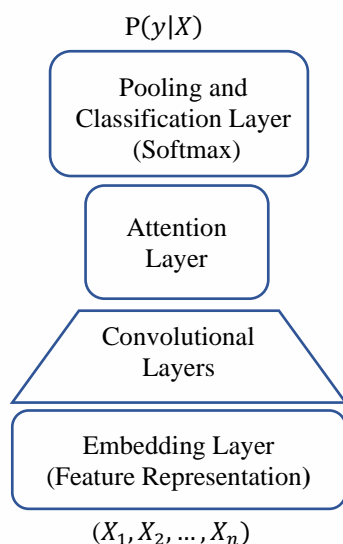 P(y|X)
Pooling and
Classification Layer
(Softmax)
Attention
Layer
Convolutional
Layers
Embedding Layer
(Feature Representation)
(X₁, X₂, … , Xₙ)